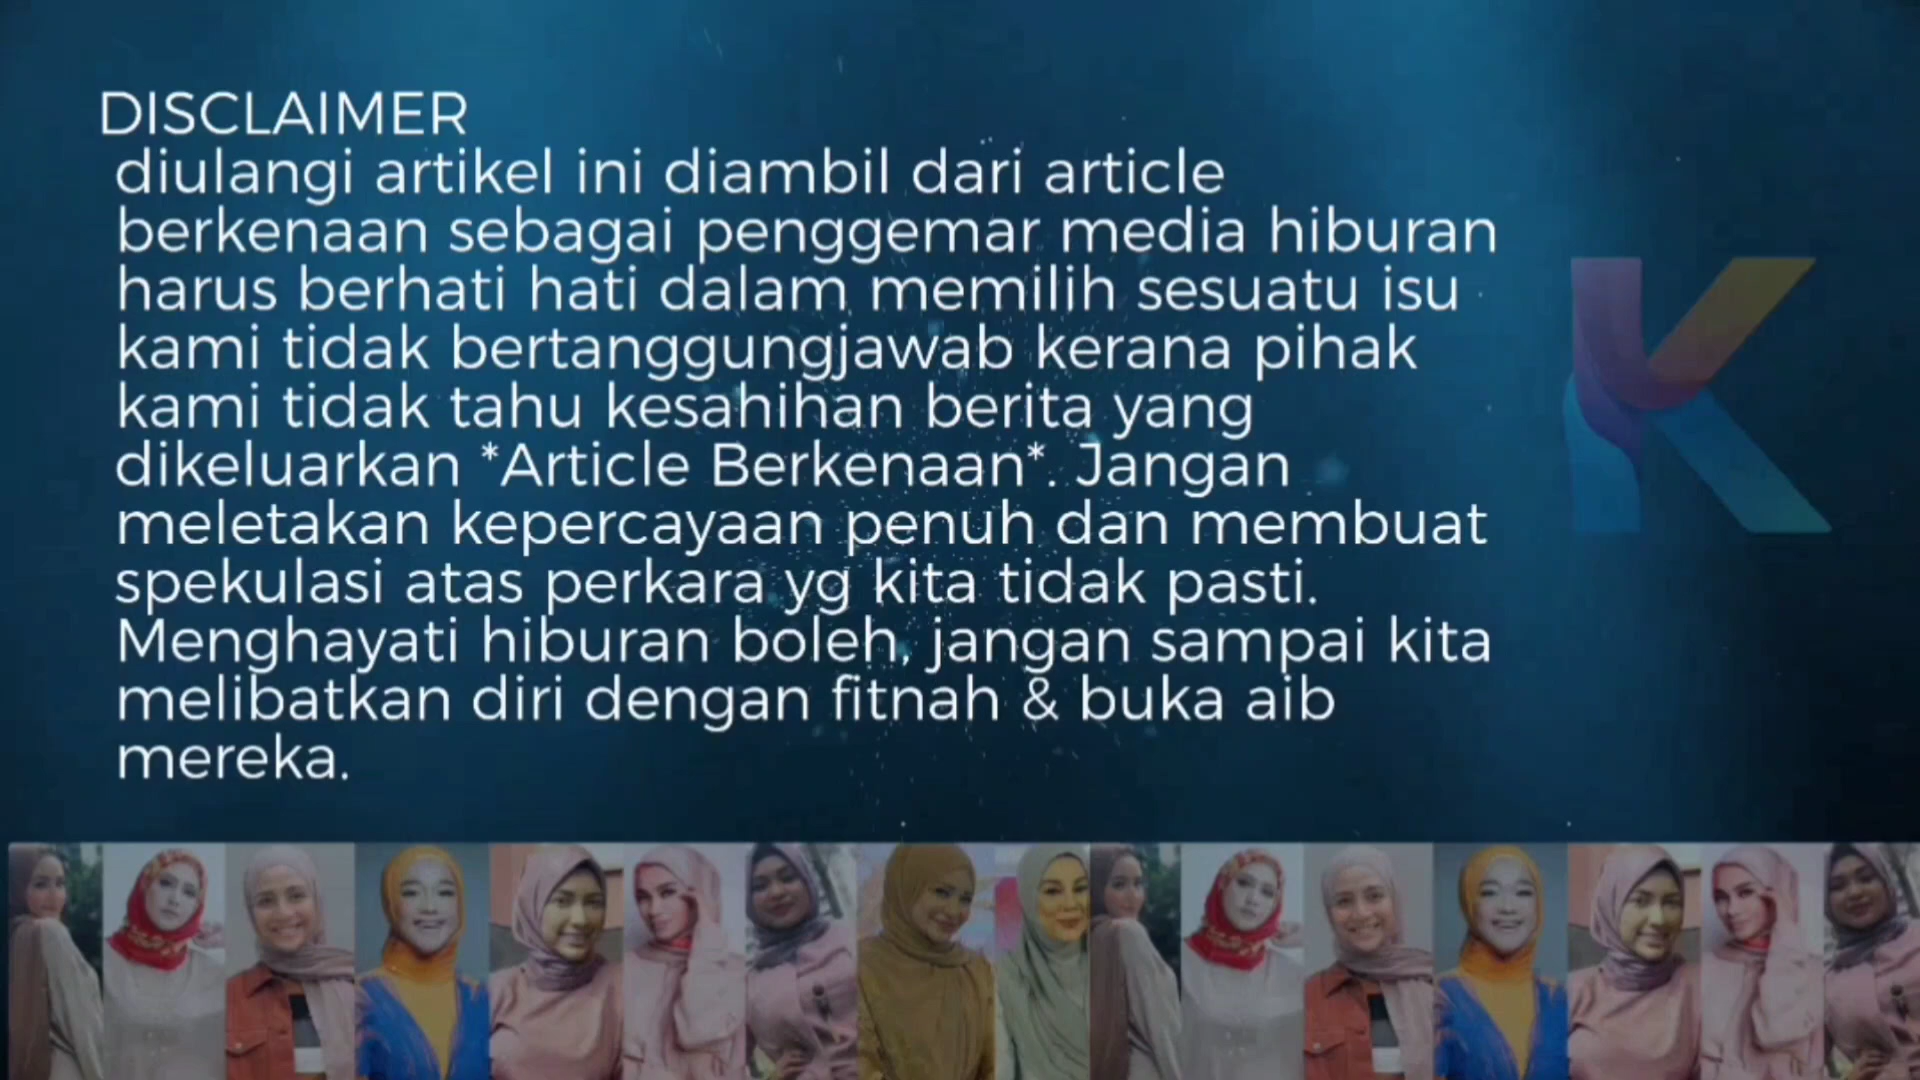 DISCLAIMER
diulangi artikel ini diambil dari article
berkenaan sebagai penggemar media hiburan
harus berhati hati dalam memilih sesuatu isu
kami tidak bertanggungjawab kerana pihak
kami tidak tahu kesahihan berita yang
dikeluarkan *Article Berkenaan*. Jangan
meletakan kepercayaan penuh dan membuat
spekulasi atas perkara yg kita tidak pasti.
Menghayati hiburan boleh, jangan sampai kita
melibatkan diri dengan fitnah & buka aib
mereka.
K